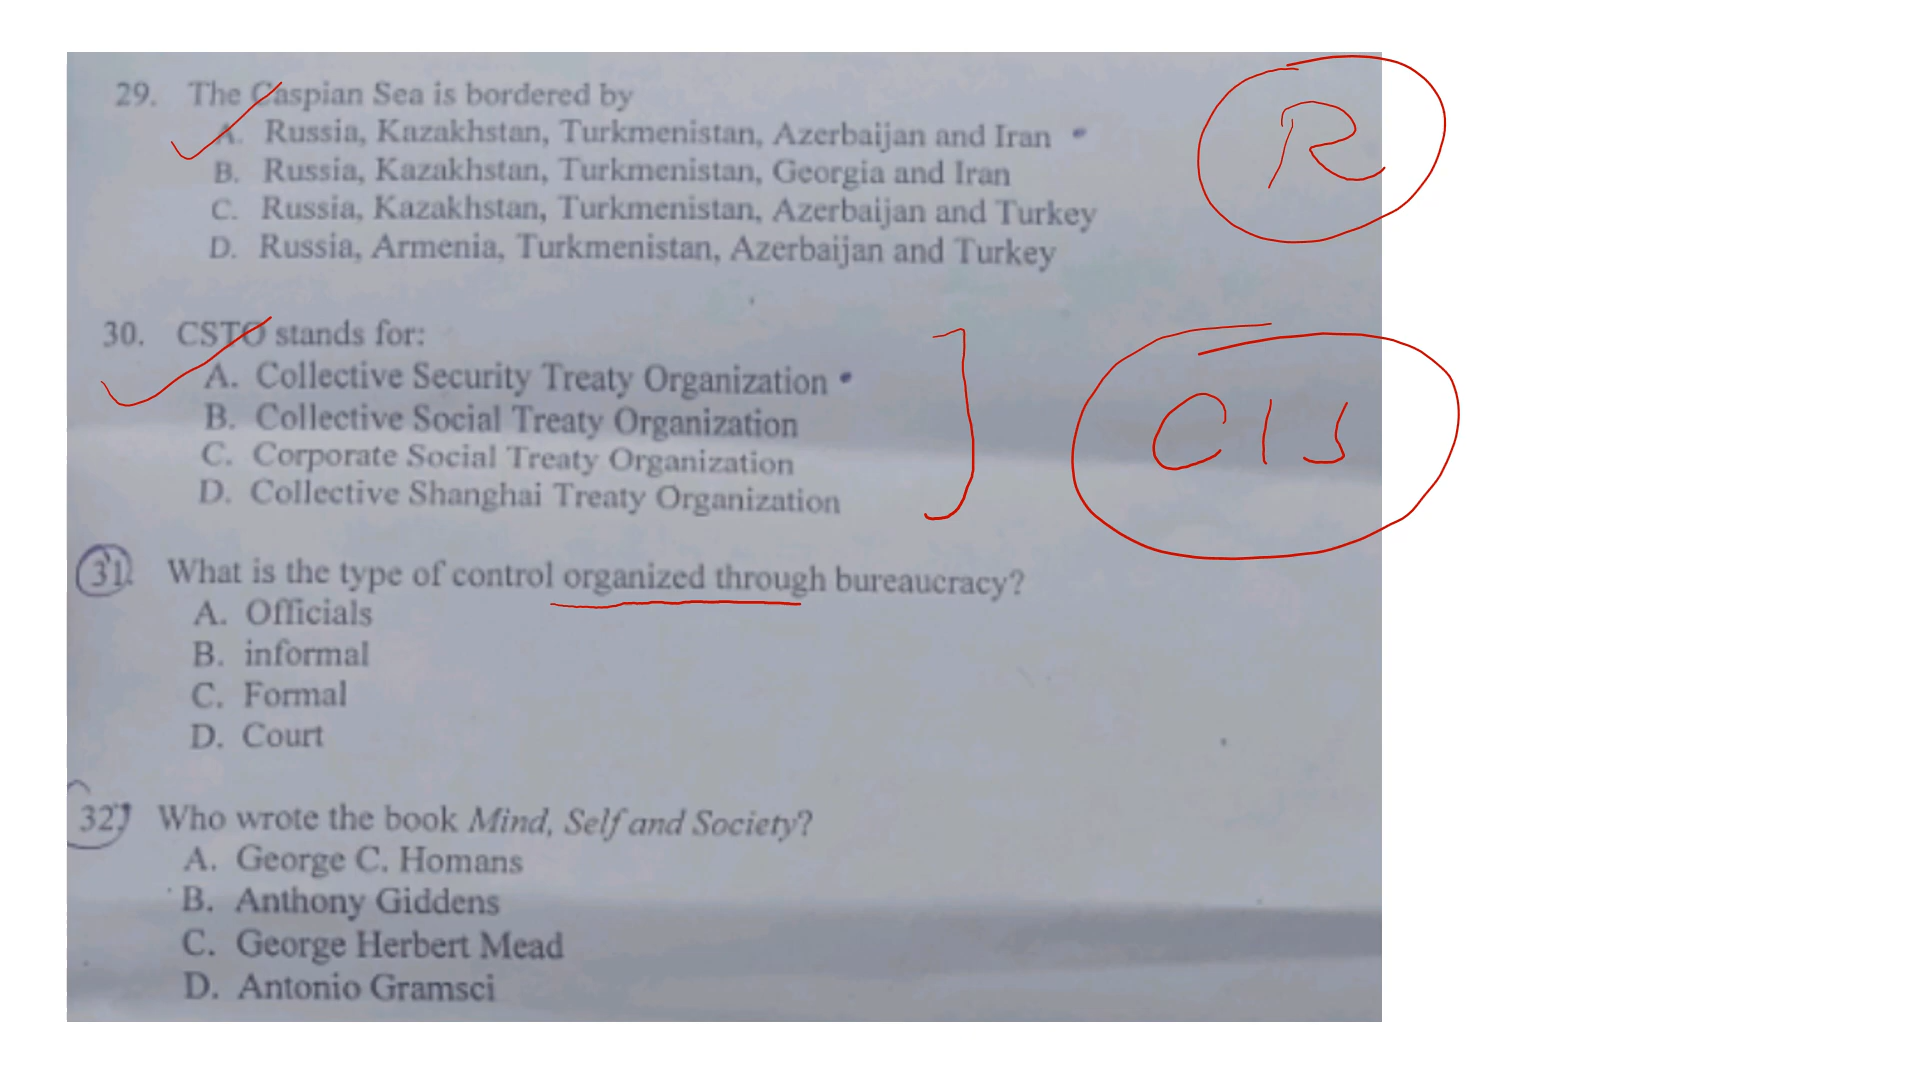 29. The Caspian Sea is bordered by
A. Russia, Kazakhstan, Turkmenistan, Azerbaijan and Iran
B. Russia, Kazakhstan, Turkmenistan, Georgia and Iran
C. Russia, Kazakhstan, Turkmenistan, Azerbaijan and Turkey
D. Russia, Armenia, Turkmenistan, Azerbaijan and Turkey
R
30. CSTO stands for:
A. Collective Security Treaty Organization
B. Collective Social Treaty Organization
C. Corporate Social Treaty Organization
D. Collective Shanghai Treaty Organization
CIS
31. What is the type of control organized through bureaucracy?
A. Officials
B. informal
C. Formal
D. Court
32. Who wrote the book Mind, Self and Society?
A. George C. Homans
B. Anthony Giddens
C. George Herbert Mead
D. Antonio Gramsci